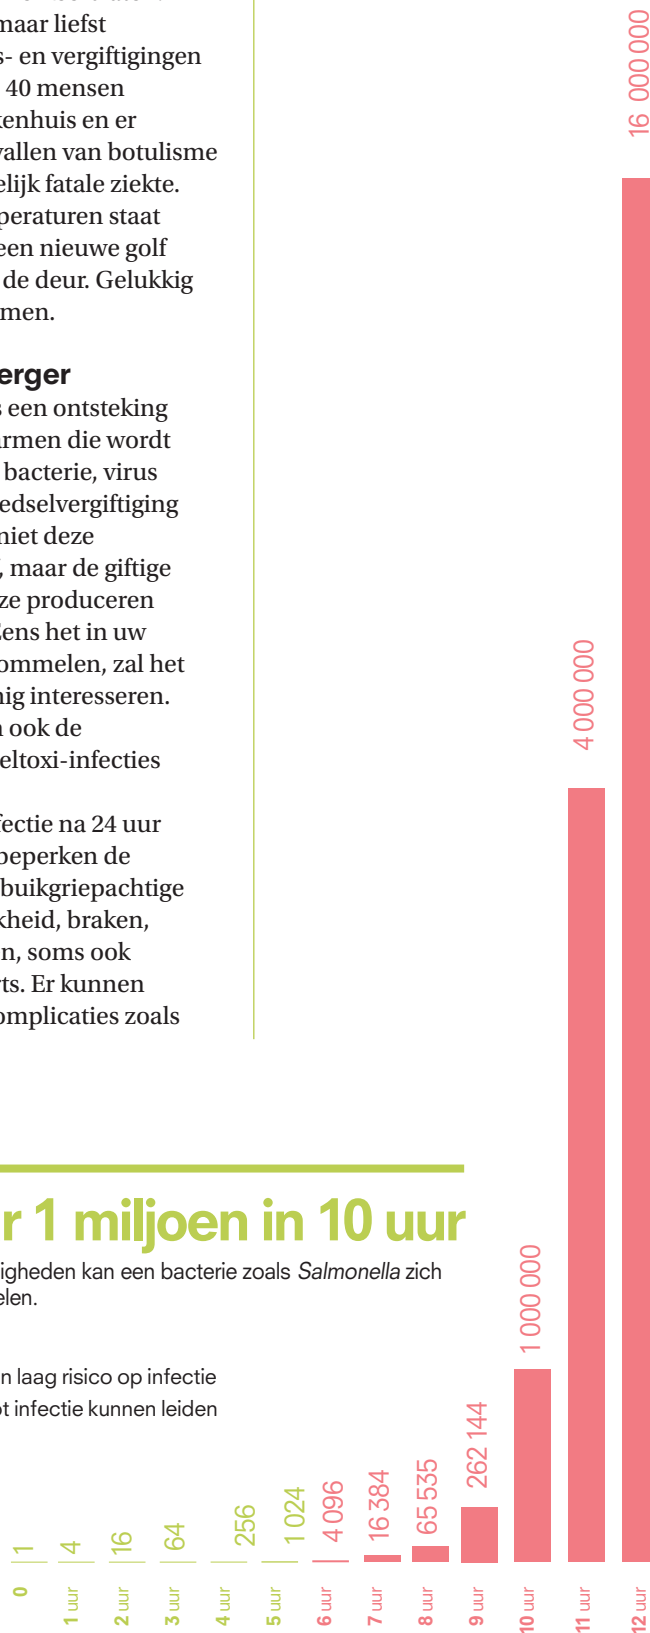 maar liefst
s- en vergiftigingen
40 mensen
kenhuis en er
vallen van botulisme
elijk fatale ziekte.
peraturen staat
een nieuwe golf
de deur. Gelukkig
men.
erger
s een ontsteking
armen die wordt
bacterie, virus
edselvergiftiging
niet deze
, maar de giftige
ze produceren
Eens het in uw
ommelen, zal het
nig interesseren.
n ook de
eltoxi-infecties
fectie na 24 uur
beperken de
buikgriepachtige
kheid, braken,
n, soms ook
rts. Er kunnen
omplicaties zoals
r 1 miljoen in 10 uur
igheden kan een bacterie zoals Salmonella zich
elen.
n laag risico op infectie
ot infectie kunnen leiden
1
4
16
64
256
1 024
4 096
16 384
65 535
262 144
1 000 000
4 000 000
16 000 000
0
1 uur
2 uur
3 uur
4 uur
5 uur
6 uur
7 uur
8 uur
9 uur
10 uur
11 uur
12 uur